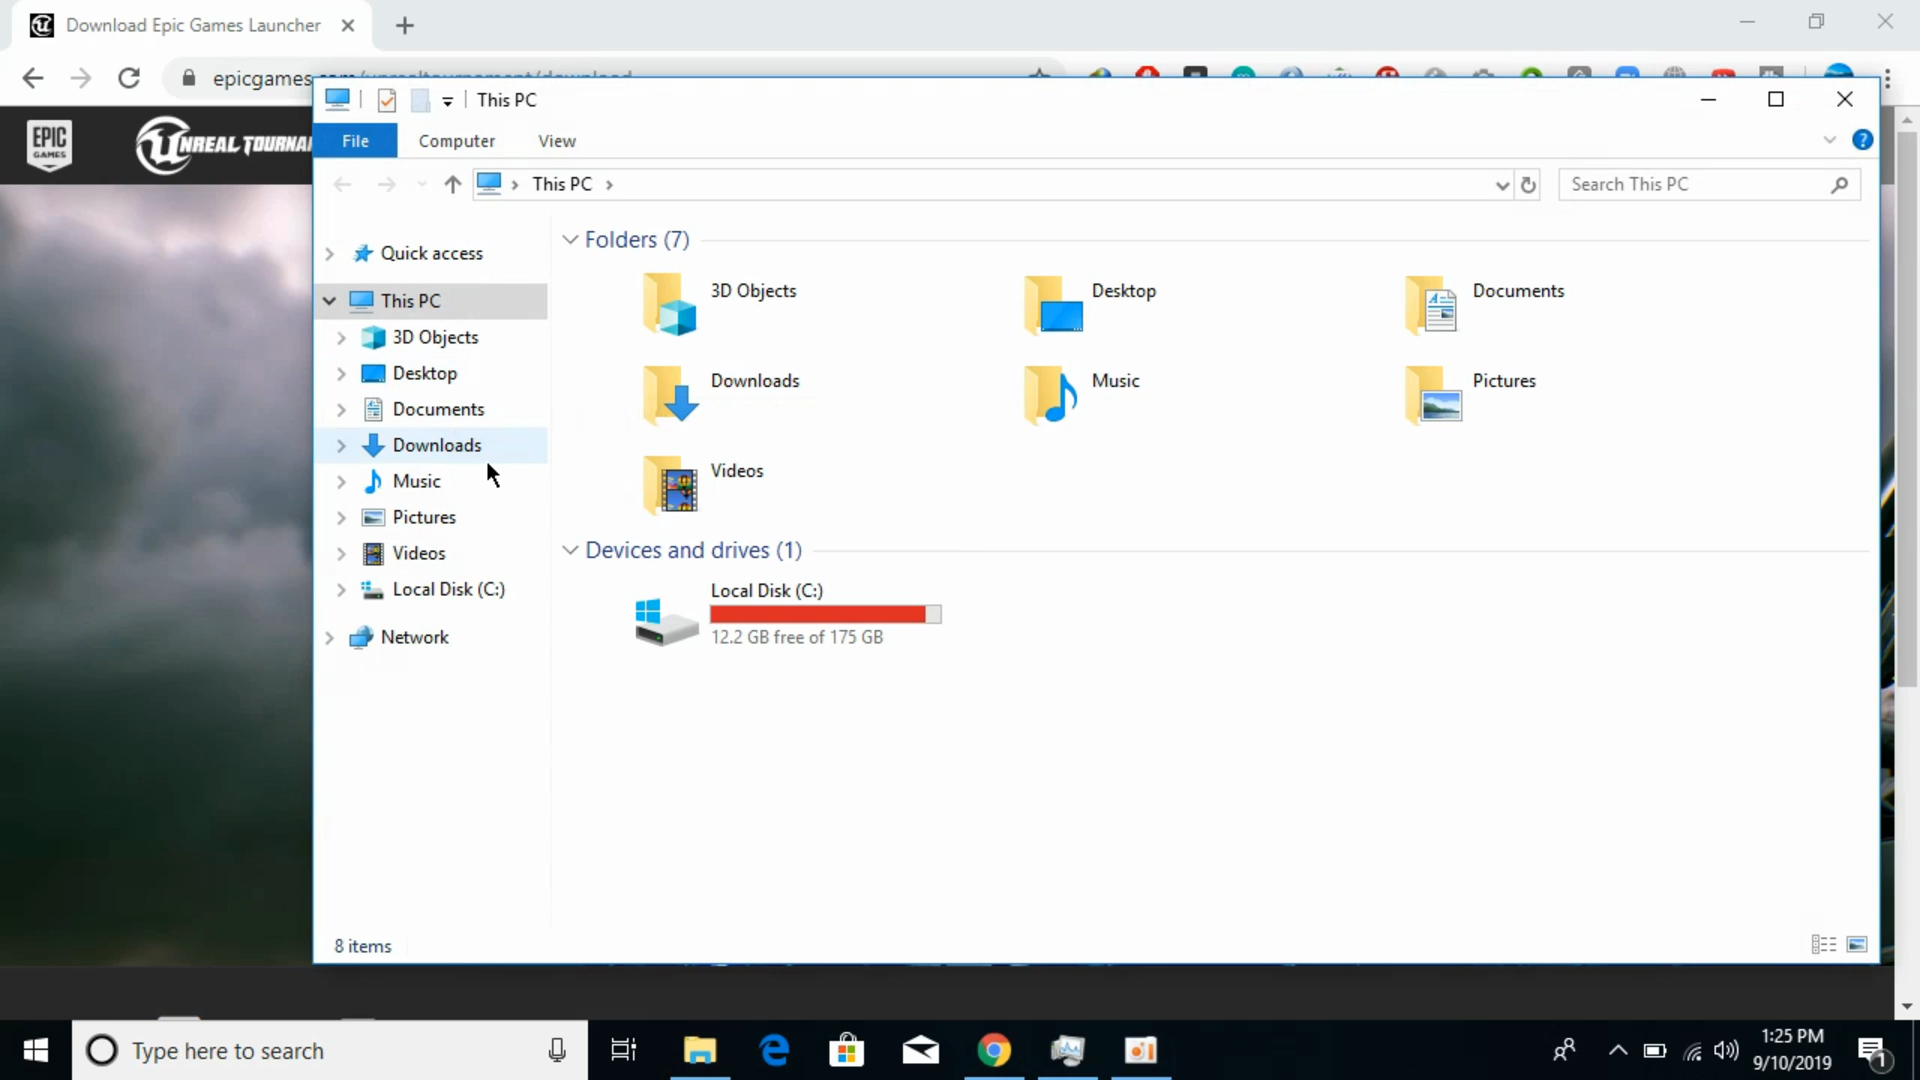 Download Epic Games Launcher
epicgames.com/unrealtournament/download
This PC
File
Computer
View
This PC
Search This PC
EPIC
GAMES
UNREAL TOURNA
Quick access
This PC
3D Objects
Desktop
Documents
Downloads
Music
Pictures
Videos
Local Disk (C:)
Network
Folders (7)
3D Objects
Desktop
Documents
Downloads
Music
Pictures
Videos
Devices and drives (1)
Local Disk (C:)
12.2 GB free of 175 GB
8 items
Type here to search
1:25 PM
9/10/2019
1